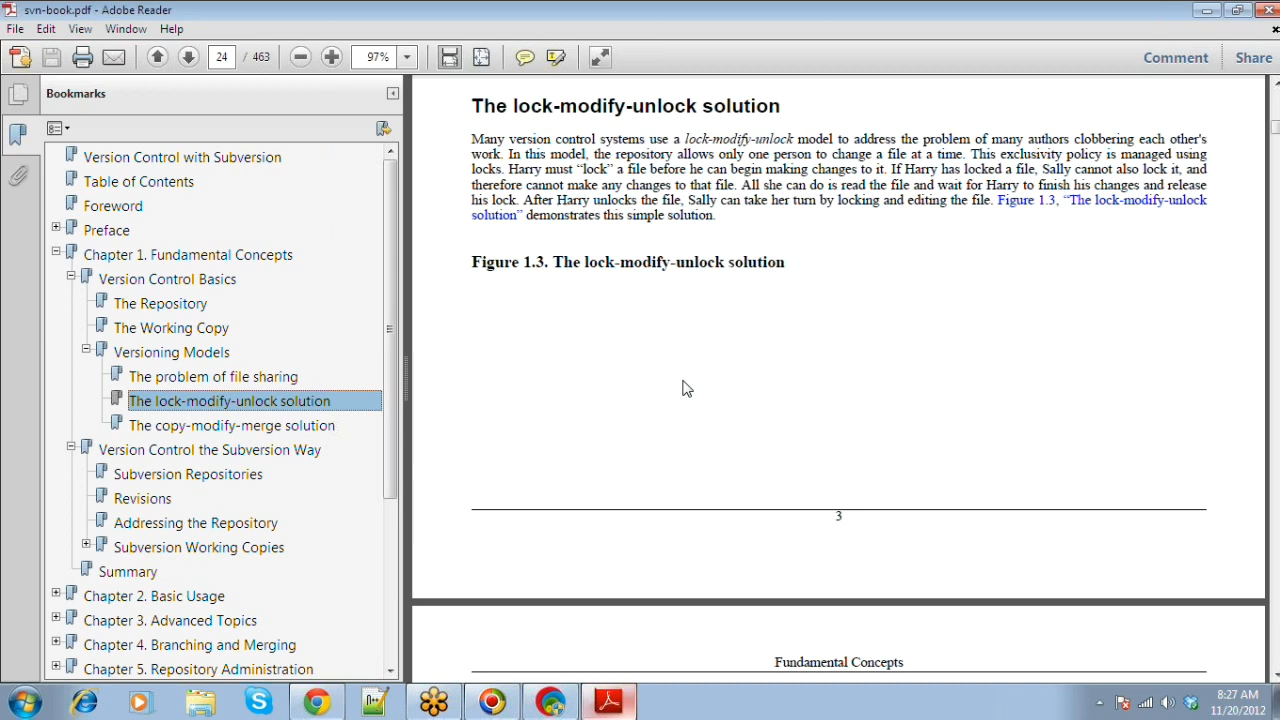 svn-book.pdf - Adobe Reader
File Edit View Window Help
24 / 463 97% Comment Share
Bookmarks
Version Control with Subversion
Table of Contents
Foreword
Preface
Chapter 1. Fundamental Concepts
Version Control Basics
The Repository
The Working Copy
Versioning Models
The problem of file sharing
The lock-modify-unlock solution
The copy-modify-merge solution
Version Control the Subversion Way
Subversion Repositories
Revisions
Addressing the Repository
Subversion Working Copies
Summary
Chapter 2. Basic Usage
Chapter 3. Advanced Topics
Chapter 4. Branching and Merging
Chapter 5. Repository Administration
The lock-modify-unlock solution
Many version control systems use a lock-modify-unlock model to address the problem of many authors clobbering each other's
work. In this model, the repository allows only one person to change a file at a time. This exclusivity policy is managed using
locks. Harry must “lock” a file before he can begin making changes to it. If Harry has locked a file, Sally cannot also lock it, and
therefore cannot make any changes to that file. All she can do is read the file and wait for Harry to finish his changes and release
his lock. After Harry unlocks the file, Sally can take her turn by locking and editing the file. Figure 1.3, “The lock-modify-unlock
solution” demonstrates this simple solution.
Figure 1.3. The lock-modify-unlock solution
3
Fundamental Concepts
8:27 AM
11/20/2012